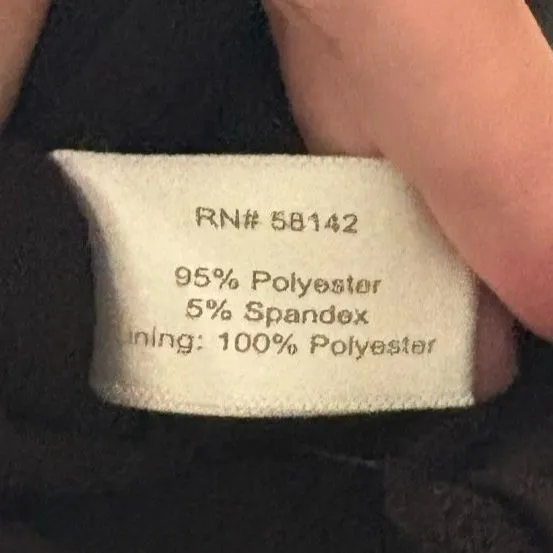 RN# 58142
95% Polyester
5% Spandex
ining: 100% Polyester